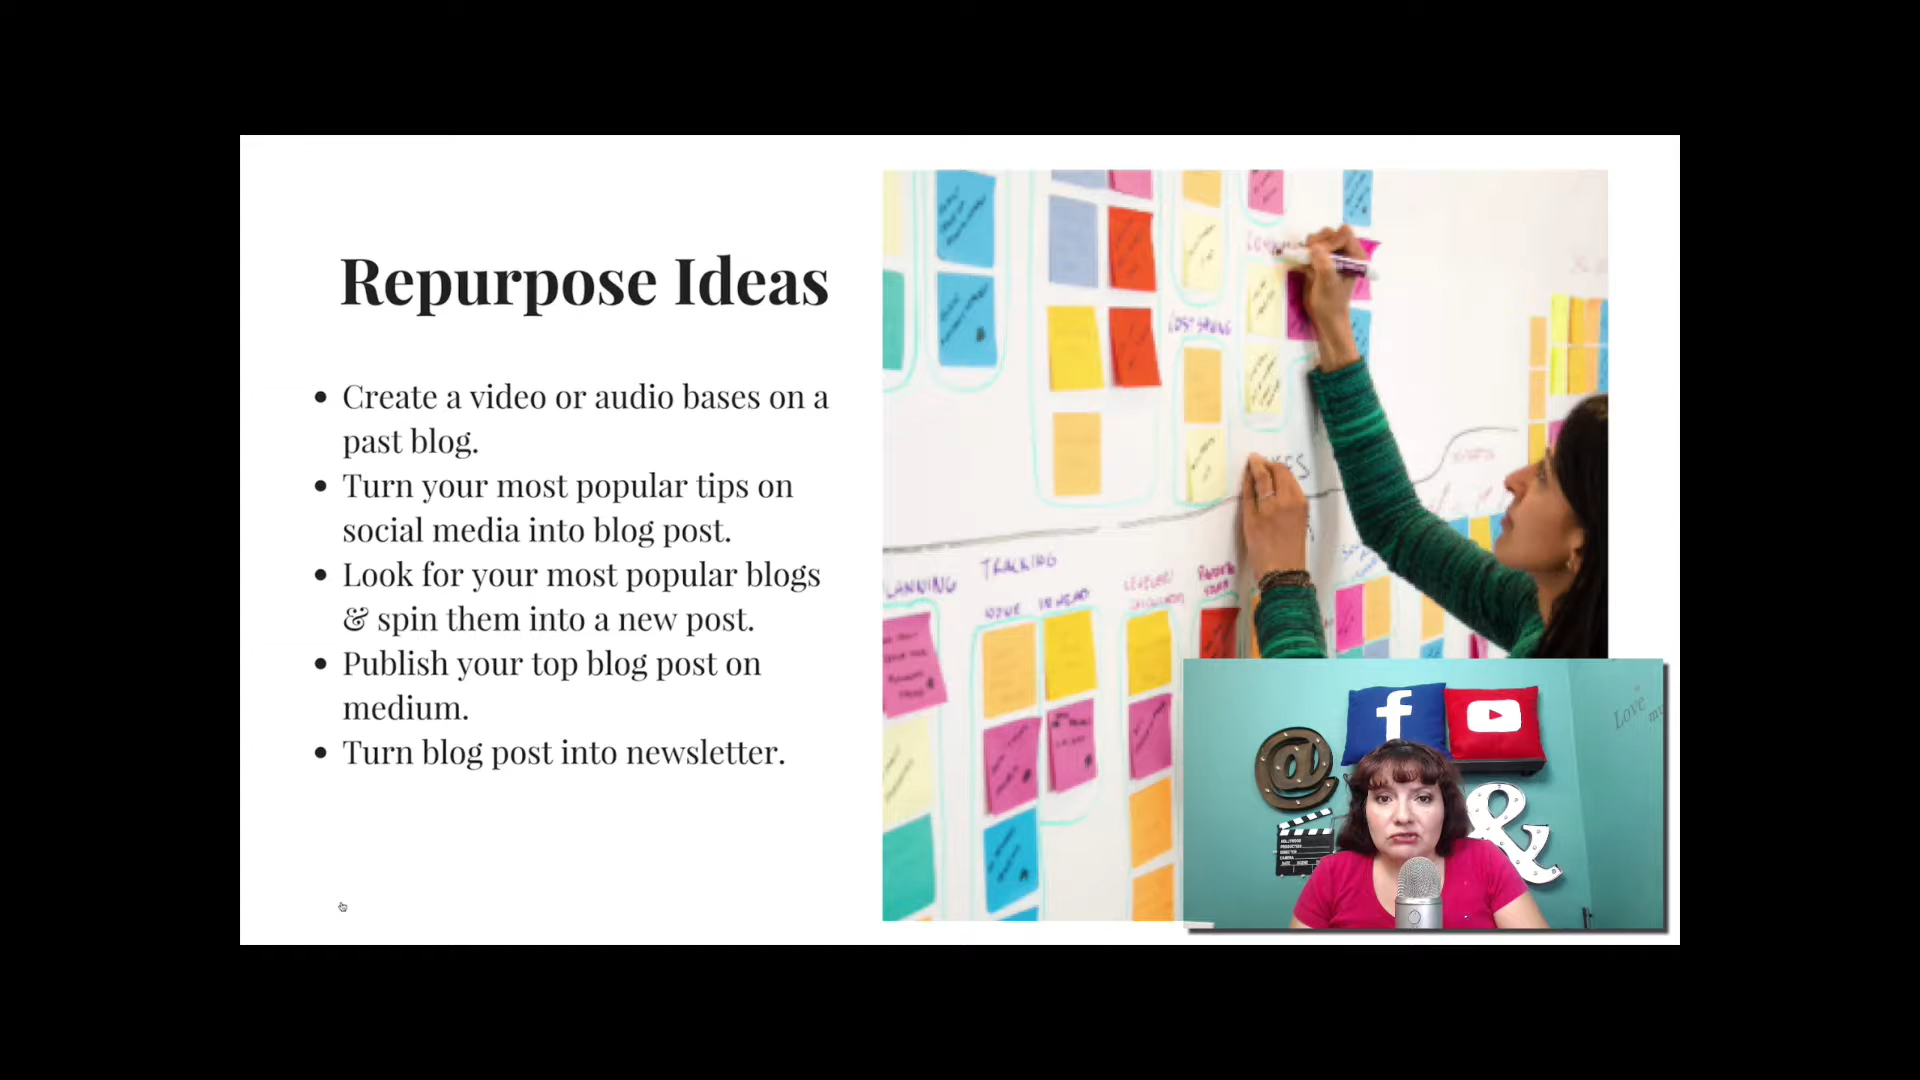 Repurpose Ideas
• Create a video or audio bases on a
past blog.
• Turn your most popular tips on
social media into blog post.
• Look for your most popular blogs
& spin them into a new post.
• Publish your top blog post on
medium.
• Turn blog post into newsletter.
TRACKING
LANNING
f
@
&
Love